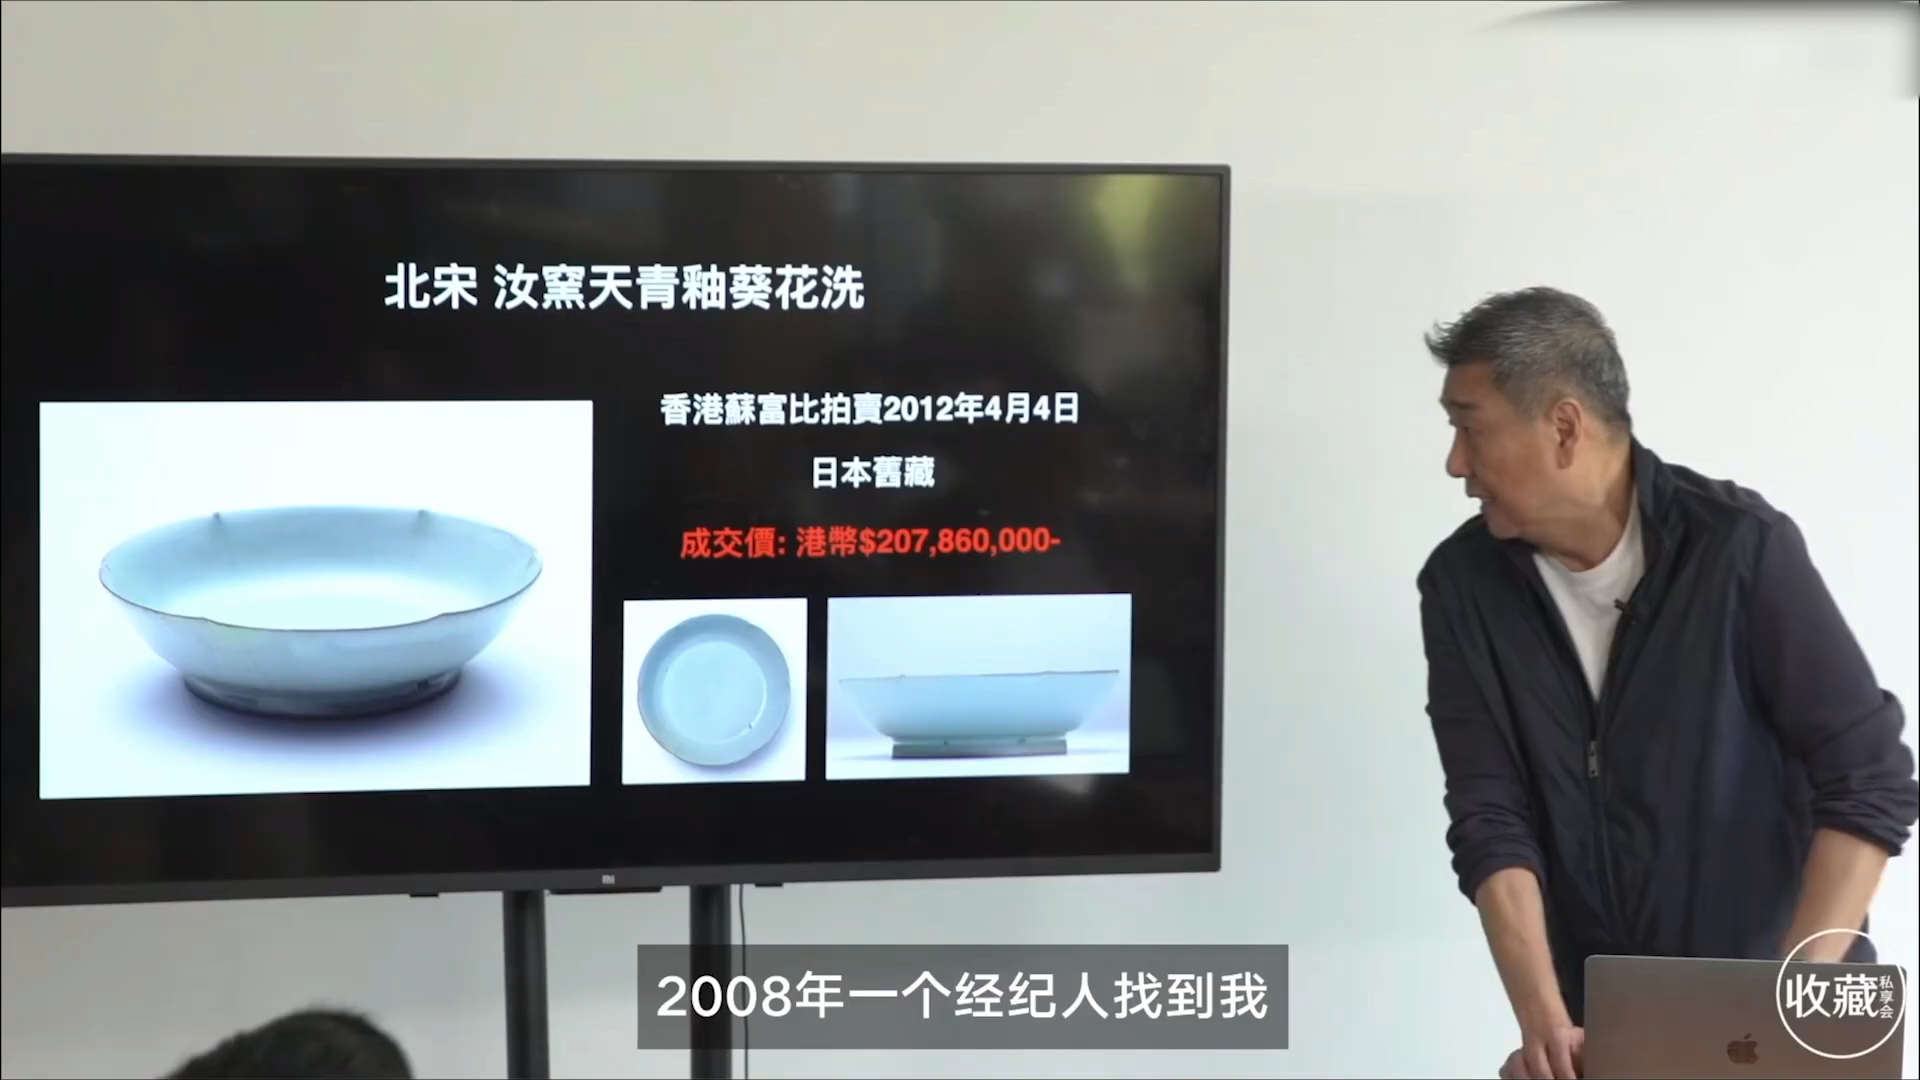 北宋 汝窯天青釉葵花洗
香港蘇富比拍賣2012年4月4日
日本舊藏
成交價: 港幣$207,860,000-
mi
2008年一个经纪人找到我
收藏
私享会